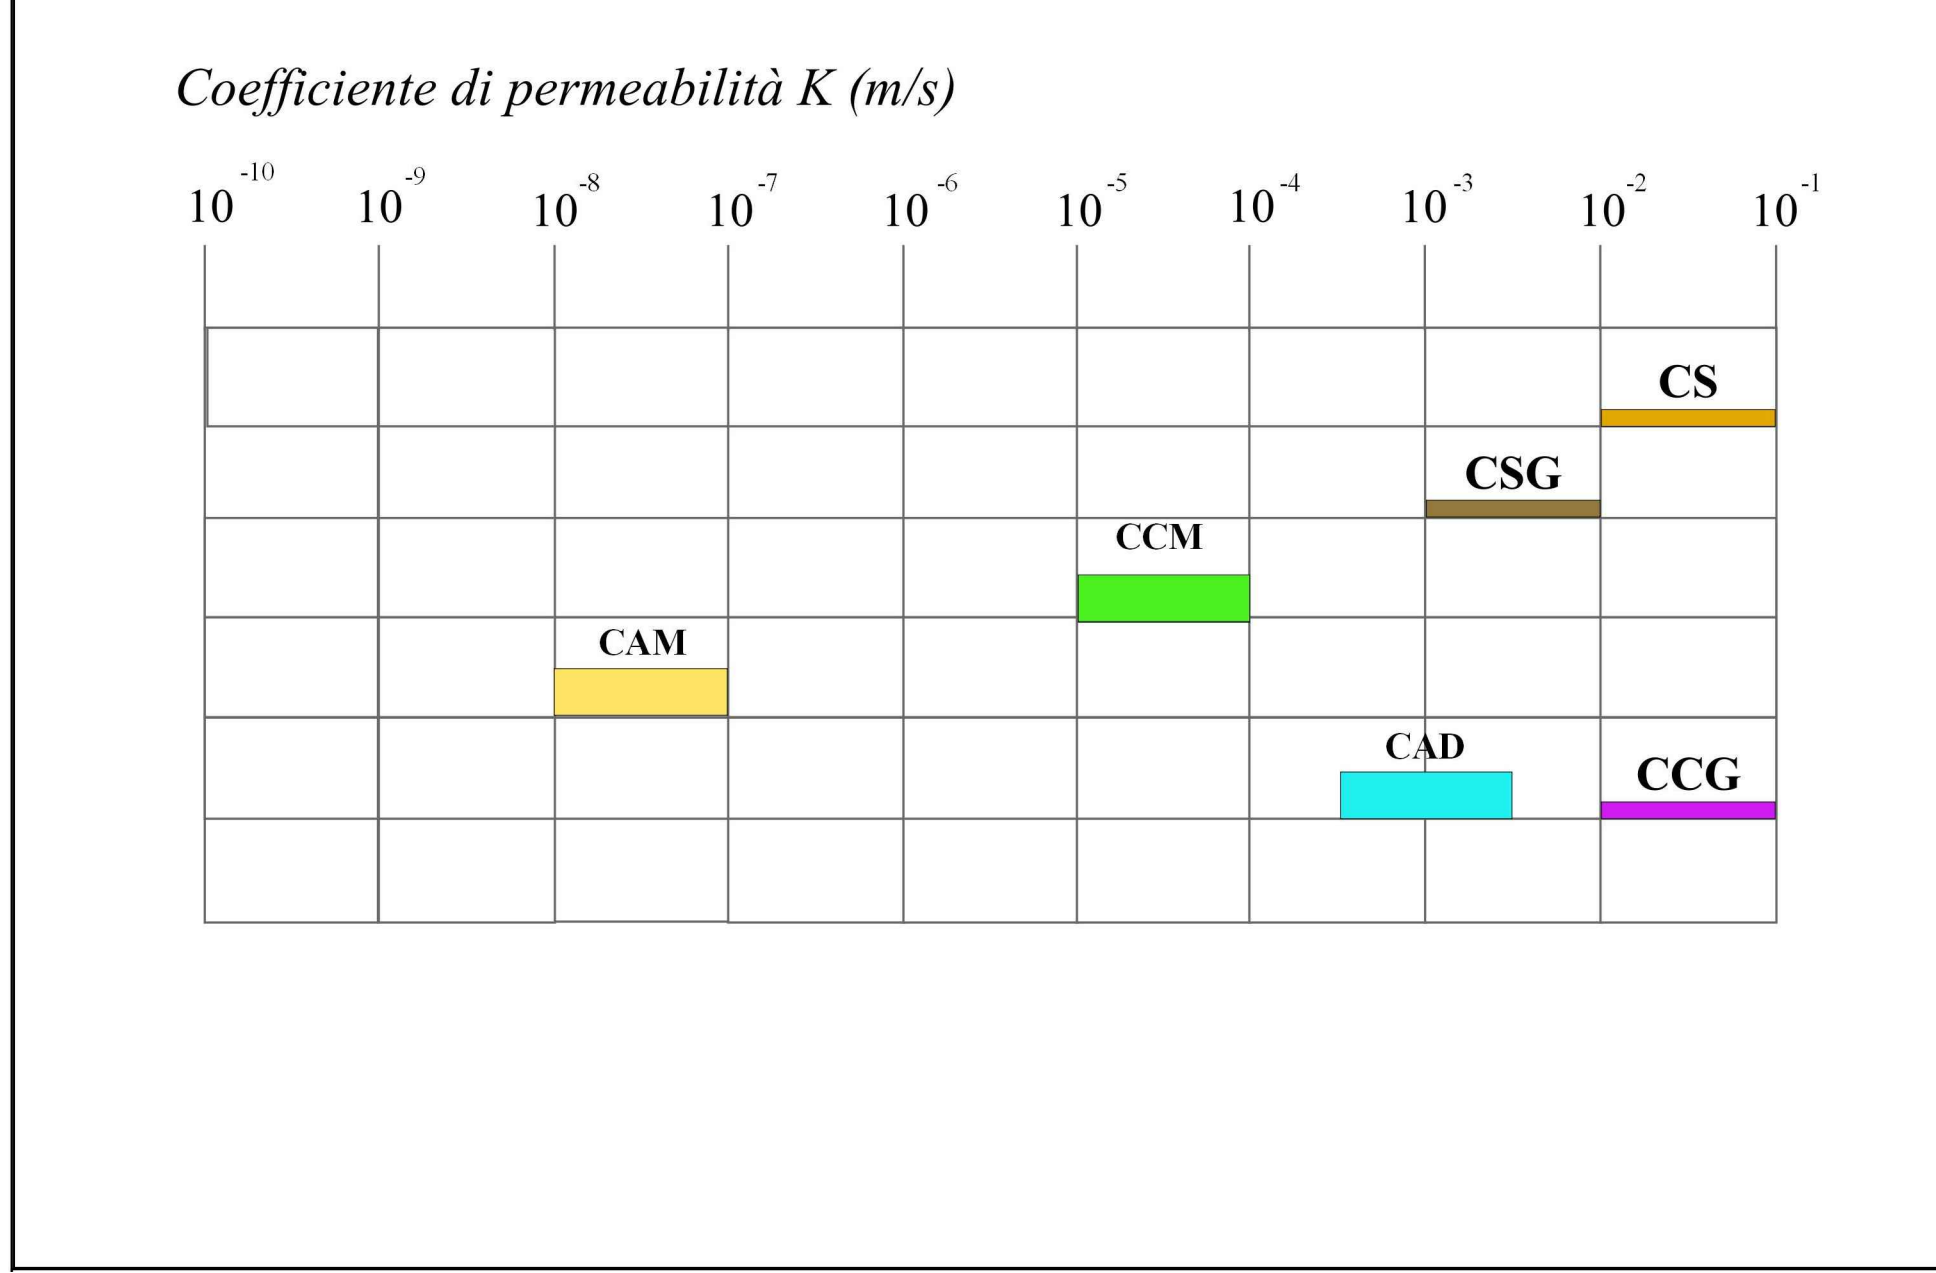 Coefficiente di permeabilità K (m/s)
10⁻¹⁰ 10⁻⁹ 10⁻⁸ 10⁻⁷ 10⁻⁶ 10⁻⁵ 10⁻⁴ 10⁻³ 10⁻² 10⁻¹
CS
CSG
CCM
CAM
CAD
CCG